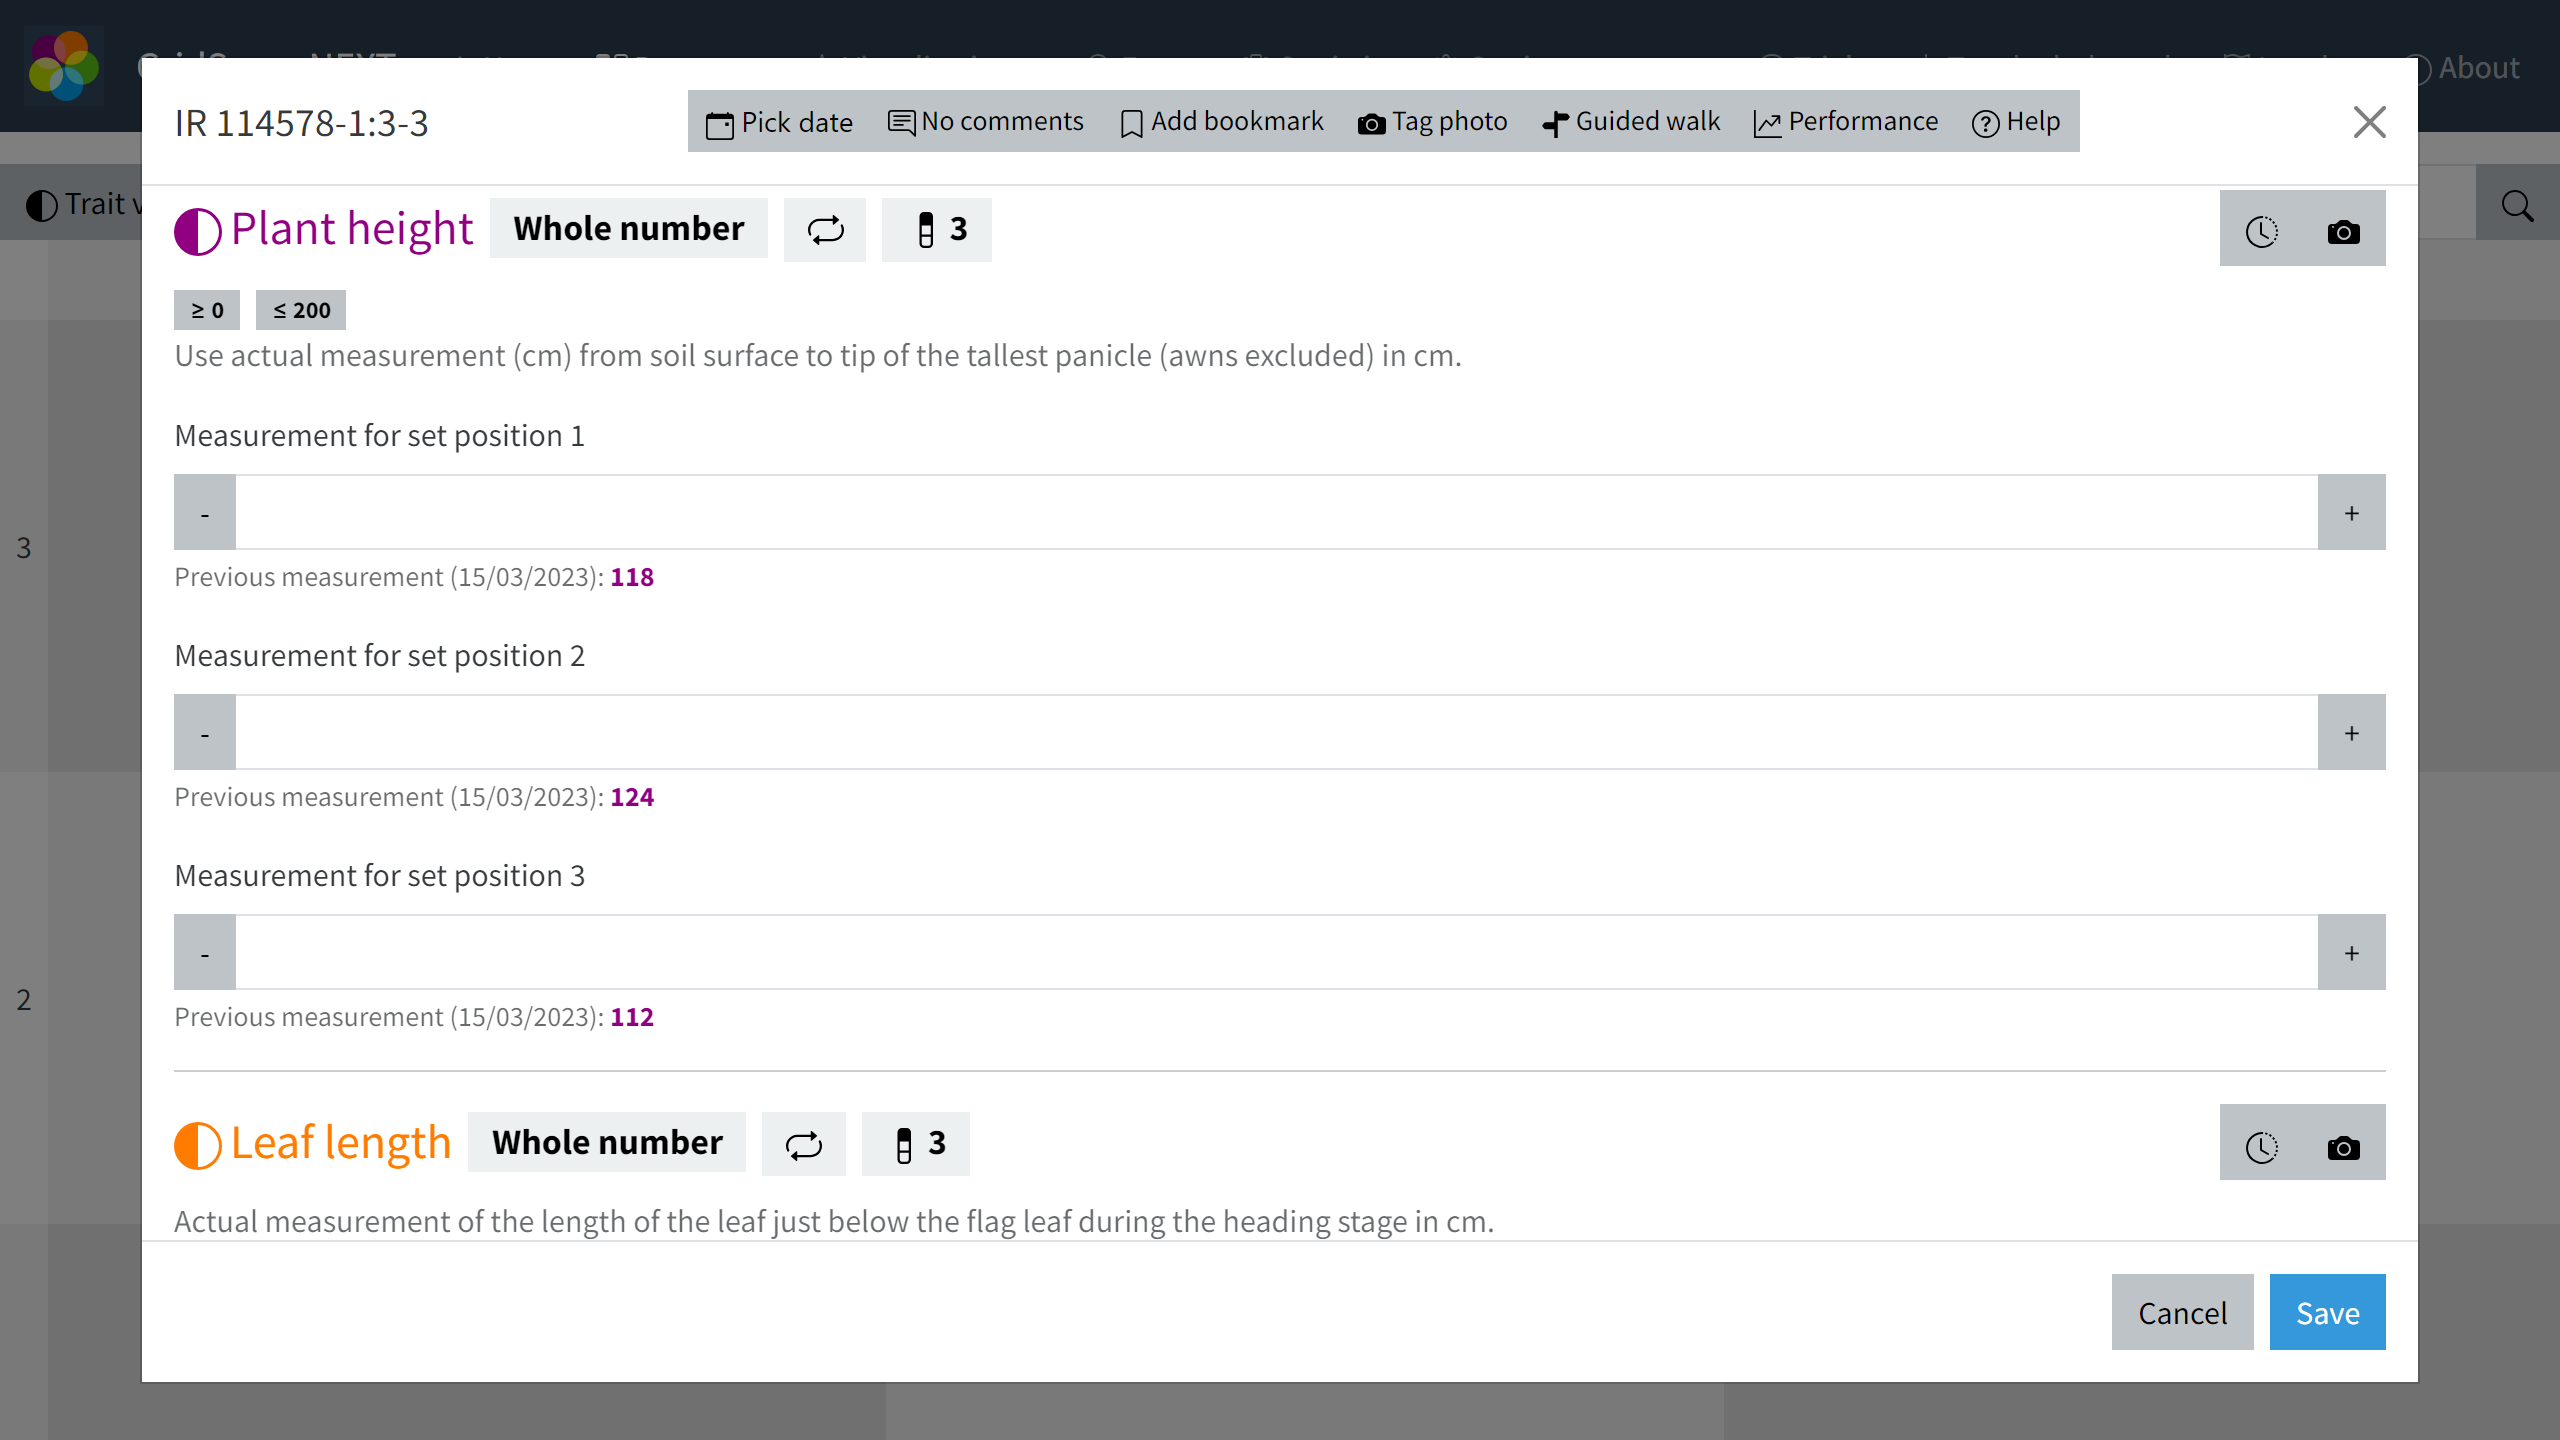 About
IR 114578-1:3-3
Pick date No comments Add bookmark Tag photo Guided walk Performance Help
Trait
Plant height Whole number 3
≥ 0 ≤ 200
Use actual measurement (cm) from soil surface to tip of the tallest panicle (awns excluded) in cm.
Measurement for set position 1
- +
3
Previous measurement (15/03/2023): 118
Measurement for set position 2
- +
Previous measurement (15/03/2023): 124
Measurement for set position 3
- +
2
Previous measurement (15/03/2023): 112
Leaf length Whole number 3
Actual measurement of the length of the leaf just below the flag leaf during the heading stage in cm.
Cancel Save